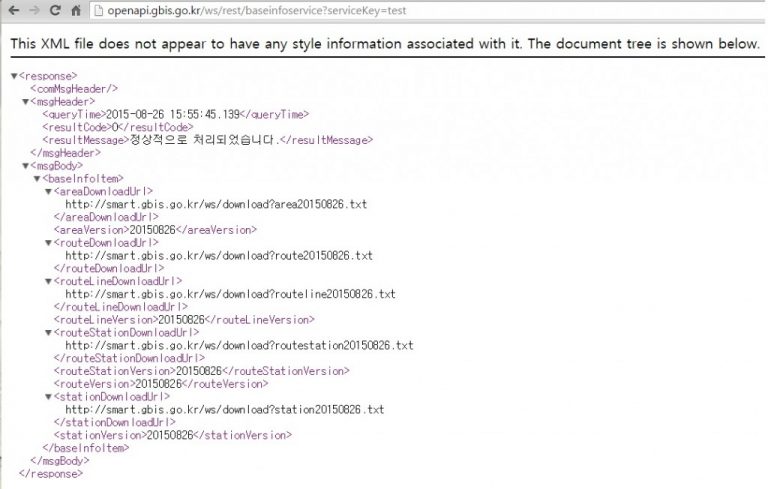 openapi.gbis.go.kr/ws/rest/baseinfoservice?serviceKey=test
This XML file does not appear to have any style information associated with it. The document tree is shown below.
▼<response>
<comMsgHeader/>
▼<msgHeader>
<queryTime>2015-08-26 15:55:45.139</queryTime>
<resultCode>0</resultCode>
<resultMessage>정상적으로 처리되었습니다.</resultMessage>
</msgHeader>
▼<msgBody>
▼<baseInfoItem>
▼<areaDownloadUrl>
http://smart.gbis.go.kr/ws/download?area20150826.txt
</areaDownloadUrl>
<areaVersion>20150826</areaVersion>
▼<routeDownloadUrl>
http://smart.gbis.go.kr/ws/download?route20150826.txt
</routeDownloadUrl>
▼<routeLineDownloadUrl>
http://smart.gbis.go.kr/ws/download?routeline20150826.txt
</routeLineDownloadUrl>
<routeLineVersion>20150826</routeLineVersion>
▼<routeStationDownloadUrl>
http://smart.gbis.go.kr/ws/download?routestation20150826.txt
</routeStationDownloadUrl>
<routeStationVersion>20150826</routeStationVersion>
<routeVersion>20150826</routeVersion>
▼<stationDownloadUrl>
http://smart.gbis.go.kr/ws/download?station20150826.txt
</stationDownloadUrl>
<stationVersion>20150826</stationVersion>
</baseInfoItem>
</msgBody>
</response>